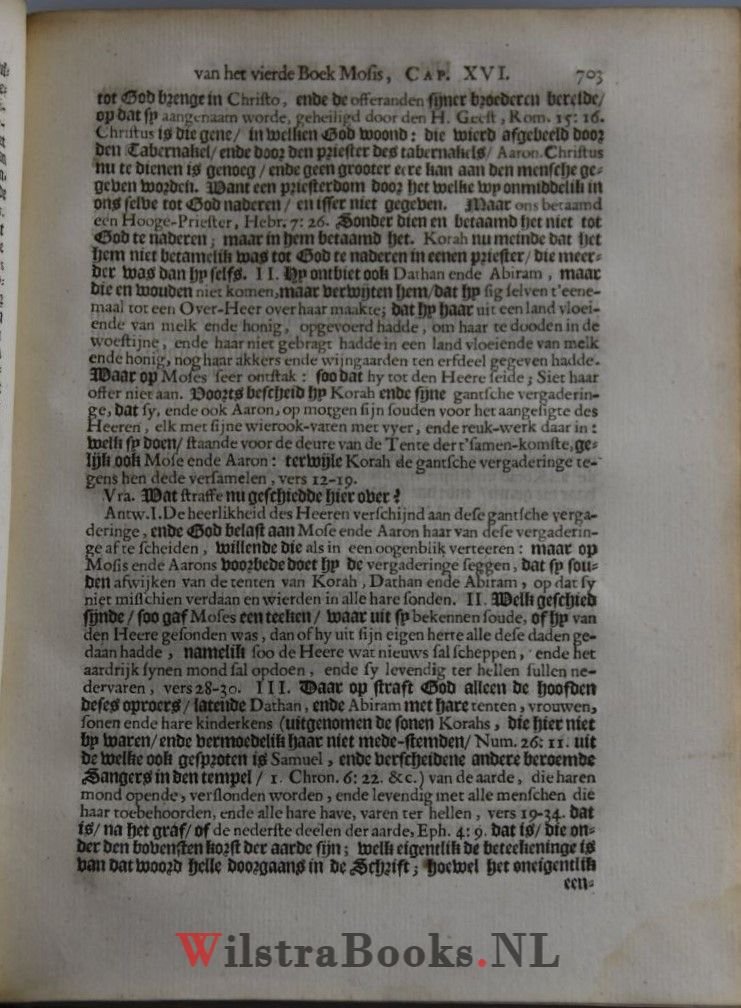 van het vierde Boek Mosis, CAP. XVI. 703
tot God brenge in Christo, ende de offeranden sijner broederen bereide/
op dat sy aangenaam worde, geheiligd door den H. Geest, Rom. 15: 16.
Christus is die gene/ in welken God woond: die wierd afgebeeld door
den Tabernakel/ ende door den priester des tabernakels/ Aaron. Christus
nu te dienen is genoeg/ ende geen grooter eere kan aan den mensche ge-
geven worden. Want een priesterdom door het welke wy onmiddelik in
ons selve tot God naderen/ en isser niet gegeven. Maar ons betaamd
een Hooge-Priester, Hebr. 7: 26. Sonder dien en betaamd het niet tot
God te naderen; maar in hem betaamd het. Korah nu meinde dat het
hem niet betamelik was tot God te naderen in eenen priester/ die meer-
der was dan hy selfs. II. Hy ontbiet ook Dathan ende Abiram, maar
die en wouden niet komen, maar verwijten hem/ dat hy sig selven t'eene-
maal tot een Over-Heer over haar maakte; dat hy haar uit een land vloei-
ende van melk ende honig, opgevoerd hadde, om haar te dooden in de
woestijne, ende haar niet gebragt hadde in een land vloeiende van melk
ende honig, nog haar akkers ende wijngaarden ten erfdeel gegeven hadde.
Waar op Moses seer ontstak: soo dat hy tot den Heere seide; Siet haar
offer niet aan. Voorts bescheid hy Korah ende sijne gantsche vergaderin-
ge, dat sy, ende ook Aaron, op morgen sijn souden voor het aangesigte des
Heeren, elk met sijne wierook-vaten met vyer, ende reuk-werk daar in:
welk sy doen/ staande voor de deure van de Tente der t'samen-komste, ge-
lijk ook Mose ende Aaron: terwijle Korah de gantsche vergaderinge te-
gens hen dede versamelen, vers 12-19.
Vra. Wat straffe nu geschiedde hier over?
Antw. I. De heerlikheid des Heeren verschijnd aan dese gantsche verga-
deringe, ende God belast aan Mose ende Aaron haar van dese vergaderin-
ge af te scheiden, willende die als in een oogenblik verteeren: maar op
Mosis ende Aarons voorbede doet hy de vergaderinge seggen, dat sy sou-
den afwijken van de tenten van Korah, Dathan ende Abiram, op dat sy
niet misschien verdaan en wierden in alle hare sonden. II. Welk geschied
sijnde/ soo gaf Moses een teeken/ waar uit sy bekennen soude, of hy van
den Heere gesonden was, dan of hy uit sijn eigen herte alle dese daden ge-
daan hadde, namelik soo de Heere wat nieuws sal scheppen, ende het
aardrijk synen mond sal opdoen, ende sy levendig ter hellen sullen ne-
dervaren, vers 28-30. III. Daar op straft God alleen de hoofden
deses oproers/ latende Dathan, ende Abiram met hare tenten, vrouwen,
sonen ende hare kinderkens (uitgenomen de sonen Korahs, die hier niet
by waren/ ende vermoedelik haar niet mede-stemden/ Num. 26: 11. uit
de welke ook gesproten is Samuel, ende verscheidene andere beroemde
Sangers in den tempel/ 1. Chron. 6: 22. &c.) van de aarde, die haren
mond opende, verslonden worden, ende levendig met alle menschen die
haar toebehoorden, ende alle hare have, varen ter hellen, vers 19-34. dat
is/ na het graf/ of de nederste deelen der aarde, Eph. 4: 9. dat is/ die on-
der den bovensten korst der aarde sijn; welk eigentlik de beteekeninge is
van dat woord helle doorgaans in de Schrift; hoewel het oneigentlik
een-
WilstraBooks.NL